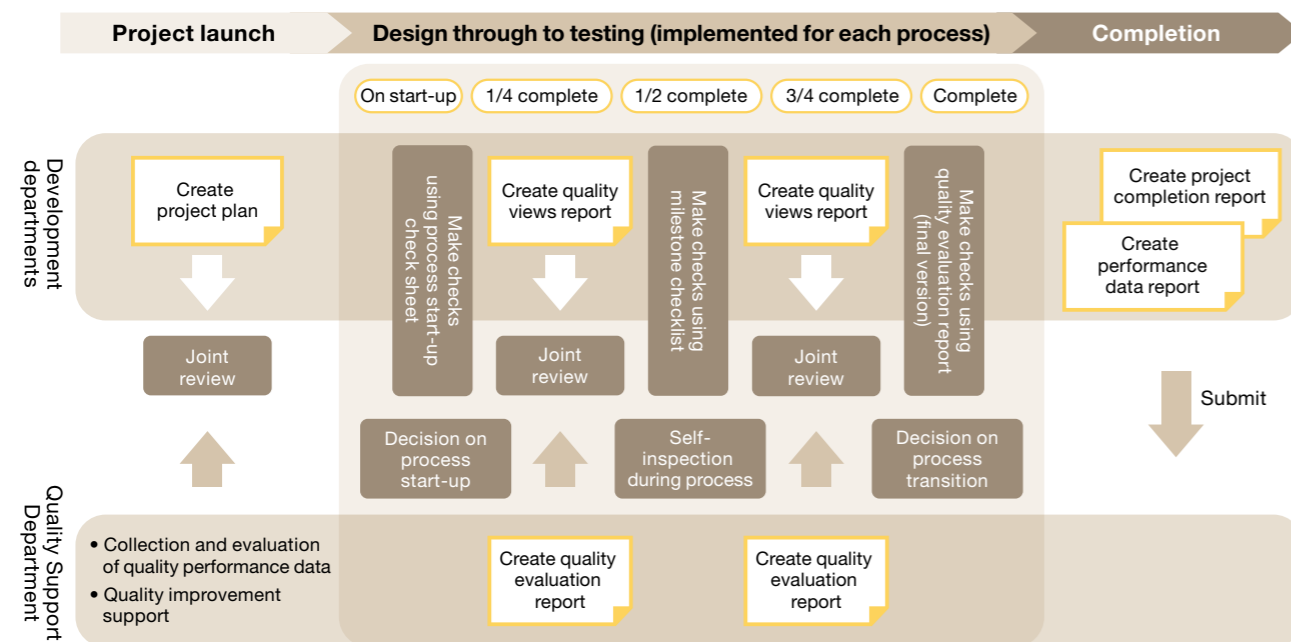 Project launch
Design through to testing (implemented for each process)
Completion
On start-up
1/4 complete
1/2 complete
3/4 complete
Complete
Development
departments
Create
project plan
Make checks
using process start-up
check sheet
Create quality
views report
Make checks using
milestone checklist
Create quality
views report
Make checks using
quality evaluation report
(final version)
Create project
completion report
Create
performance
data report
Joint
review
Joint
review
Joint
review
Submit
Decision on
process
start-up
Self-
inspection
during process
Decision on
process
transition
Quality Support
Department
• Collection and evaluation
of quality performance data
• Quality improvement
support
Create quality
evaluation
report
Create quality
evaluation
report